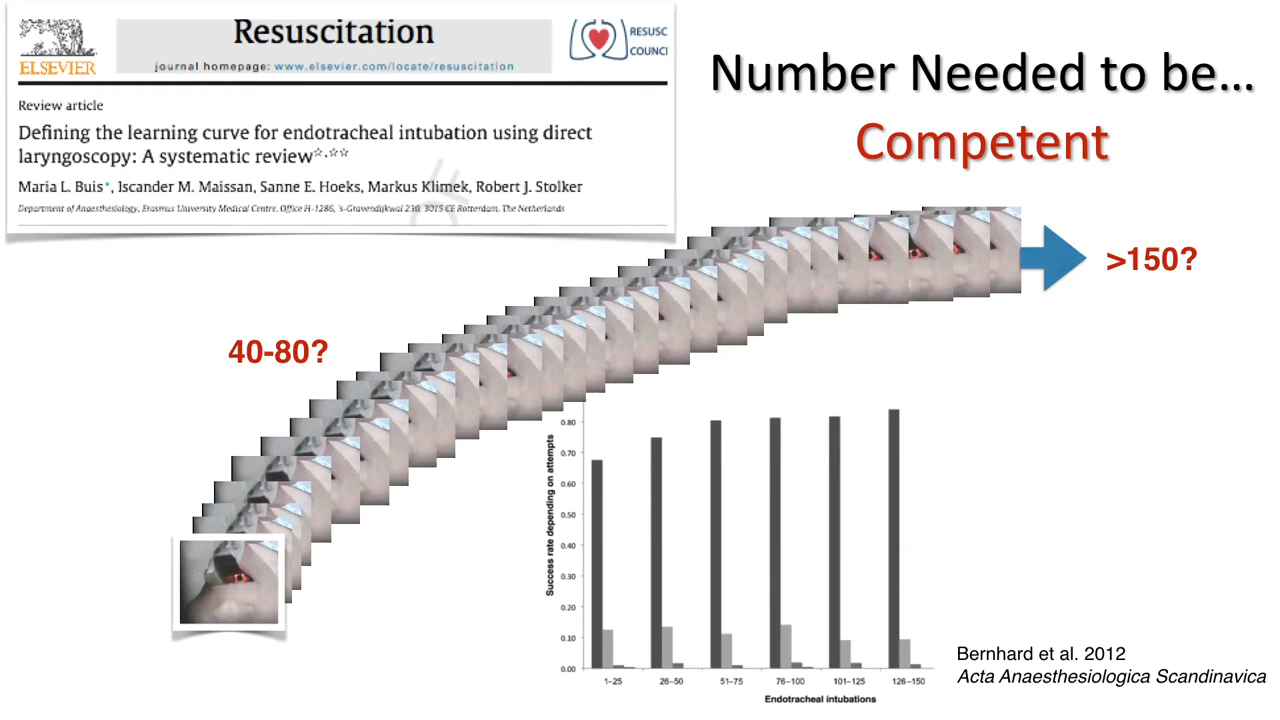 ELSEVIER
Resuscitation
journal homepage: www.elsevier.com/locate/resuscitation
RESUSC
COUNCI
Review article
Defining the learning curve for endotracheal intubation using direct
laryngoscopy: A systematic review☆,☆☆
Maria L. Buis*, Iscander M. Maissan, Sanne E. Hoeks, Markus Klimek, Robert J. Stolker
Department of Anaesthesiology, Erasmus University Medical Centre, Office H-1286, 's-Gravendijkwal 230, 3015 CE Rotterdam, The Netherlands
Number Needed to be...
Competent
>150?
40-80?
Success rate depending on attempts
0.80
0.70
0.60
0.50
0.40
0.30
0.20
0.10
0.00
1–25 26–50 51–75 76–100 101–125 126–150
Endotracheal intubations
Bernhard et al. 2012
Acta Anaesthesiologica Scandinavica